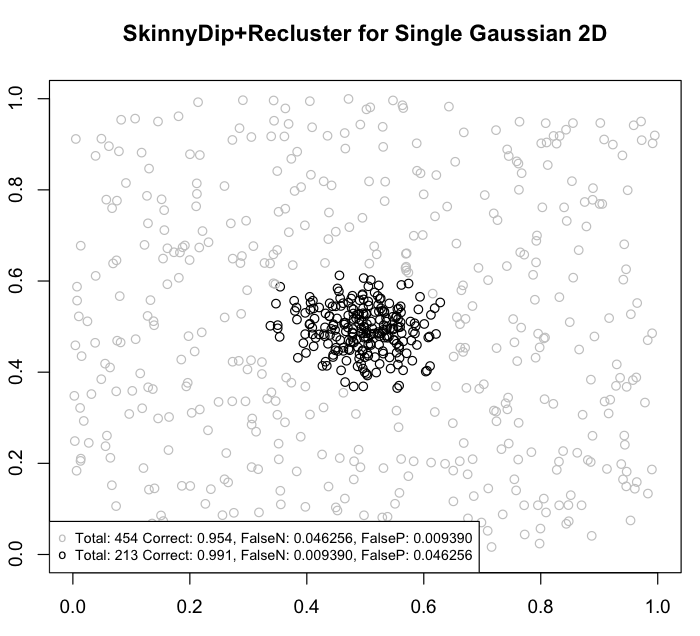 SkinnyDip+Recluster for Single Gaussian 2D
1.0
0.8
0.6
0.4
0.2
0.0
Total: 454 Correct: 0.954, FalseN: 0.046256, FalseP: 0.009390
Total: 213 Correct: 0.991, FalseN: 0.009390, FalseP: 0.046256
0.0 0.2 0.4 0.6 0.8 1.0